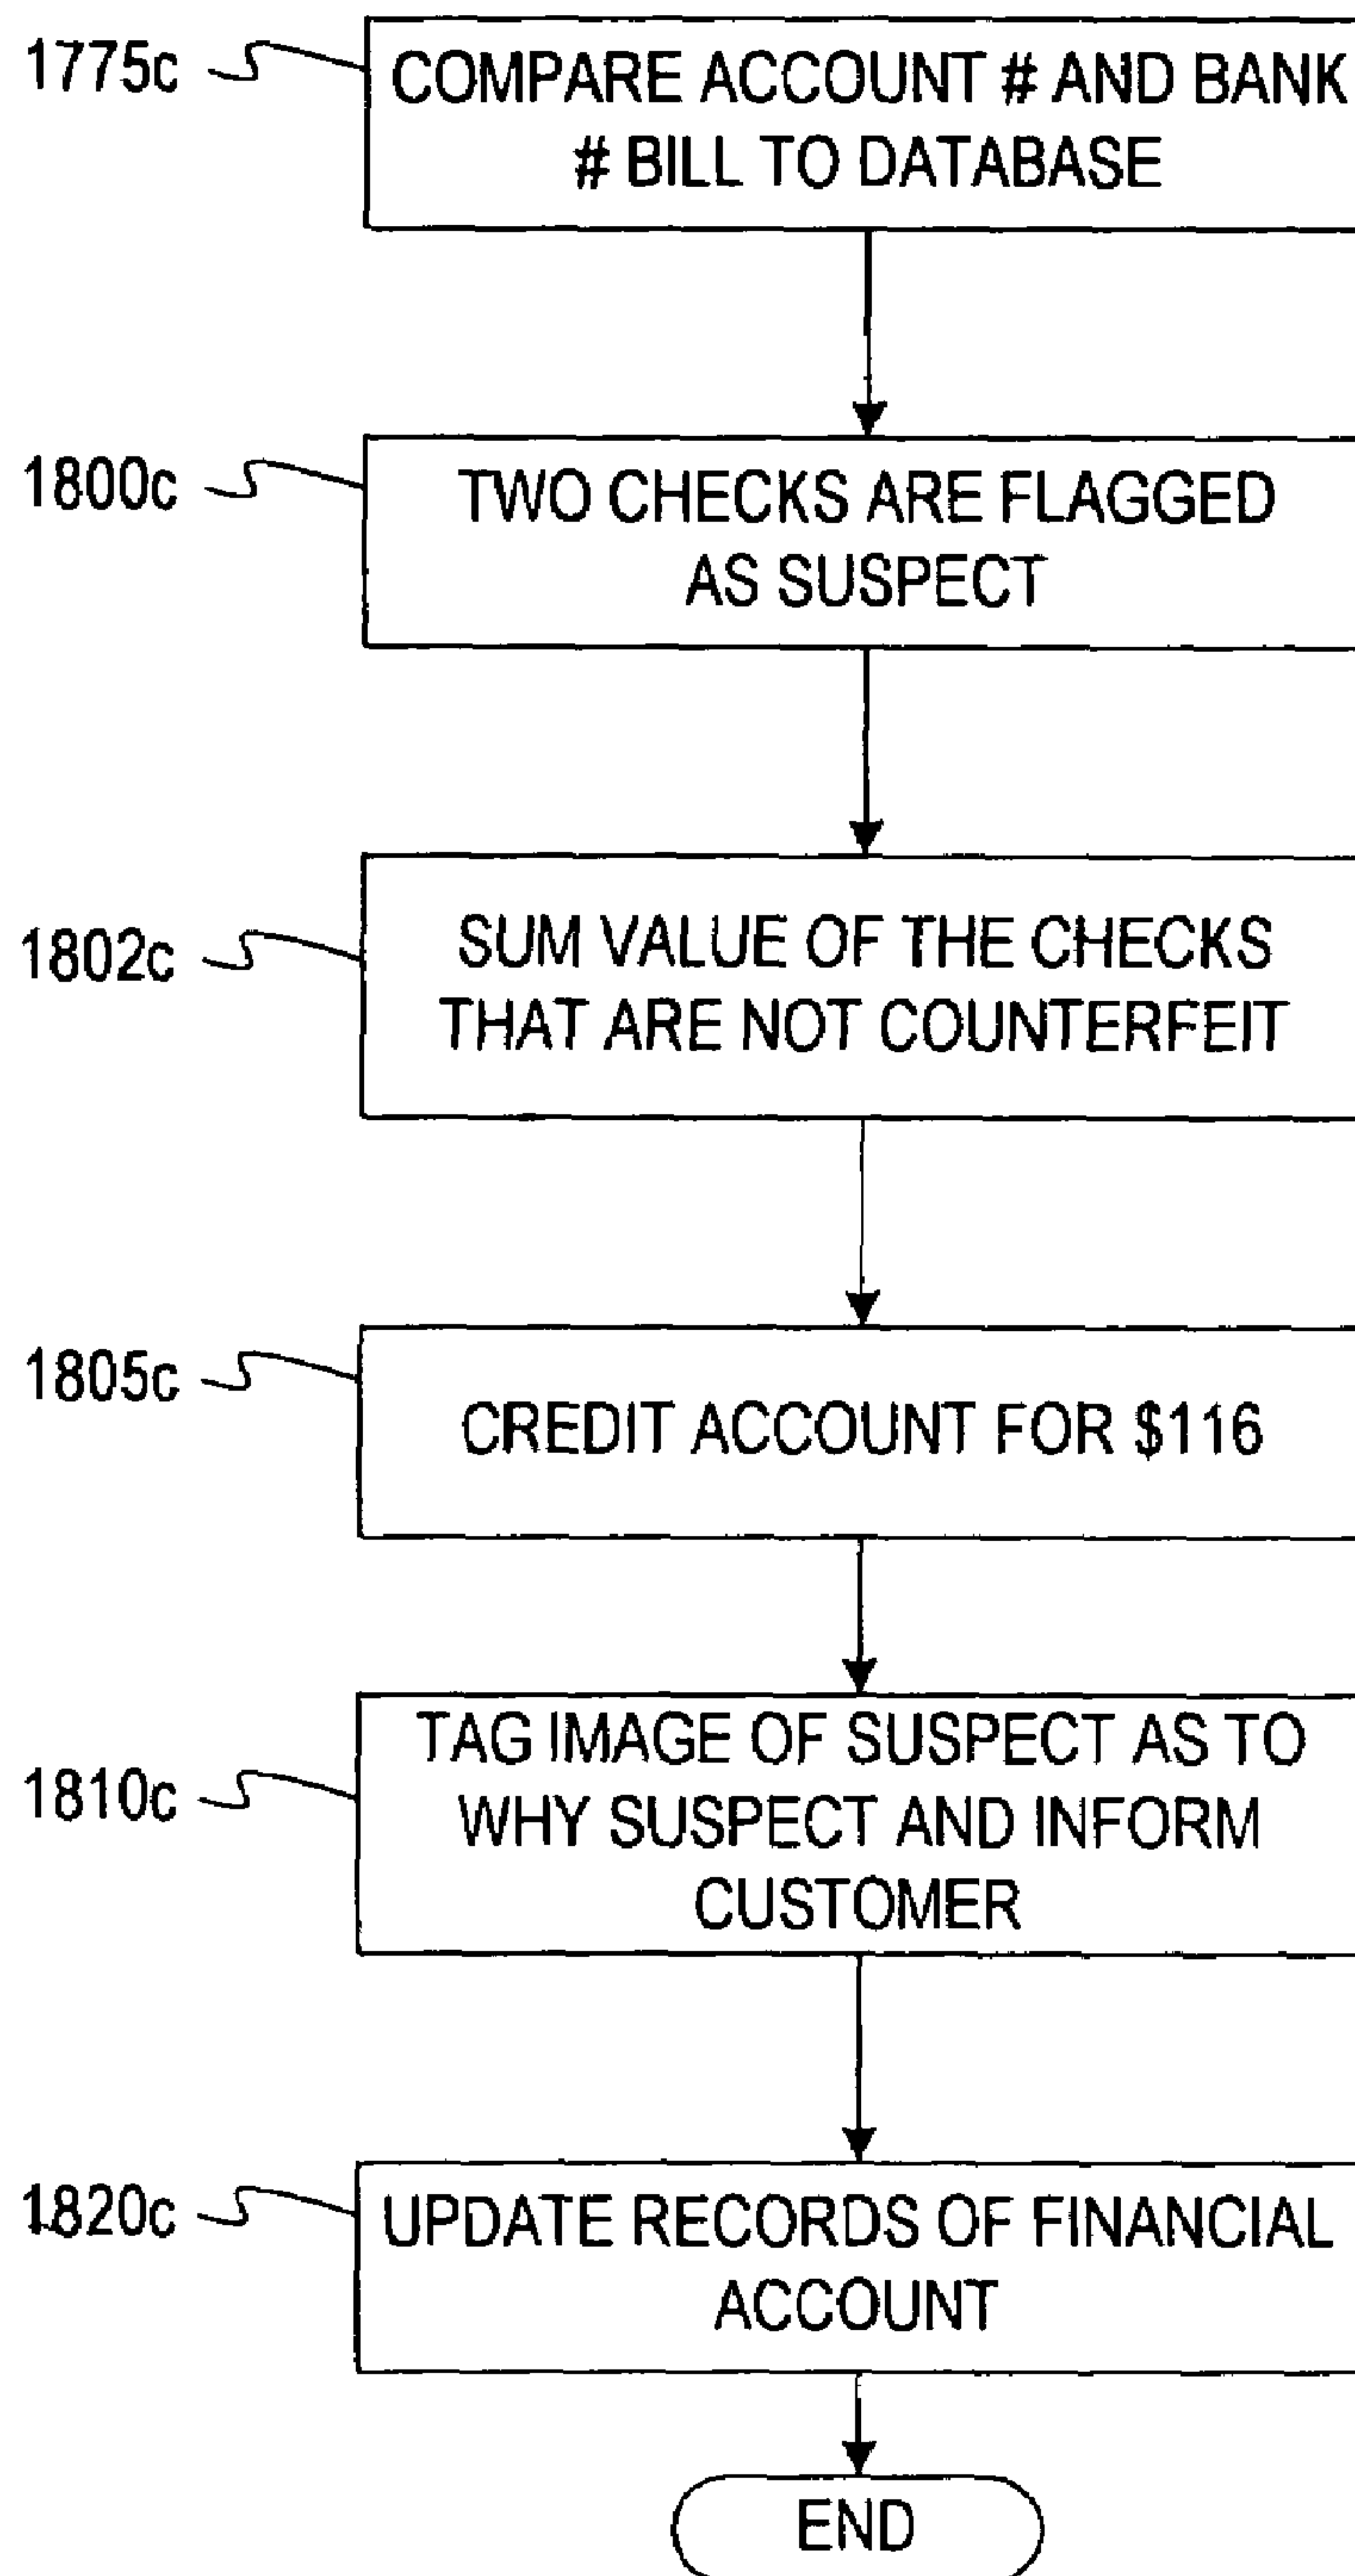 1775c
COMPARE ACCOUNT # AND BANK
# BILL TO DATABASE
1800c
TWO CHECKS ARE FLAGGED
AS SUSPECT
1802c
SUM VALUE OF THE CHECKS
THAT ARE NOT COUNTERFEIT
1805c
CREDIT ACCOUNT FOR $116
1810c
TAG IMAGE OF SUSPECT AS TO
WHY SUSPECT AND INFORM
CUSTOMER
1820c
UPDATE RECORDS OF FINANCIAL
ACCOUNT
END